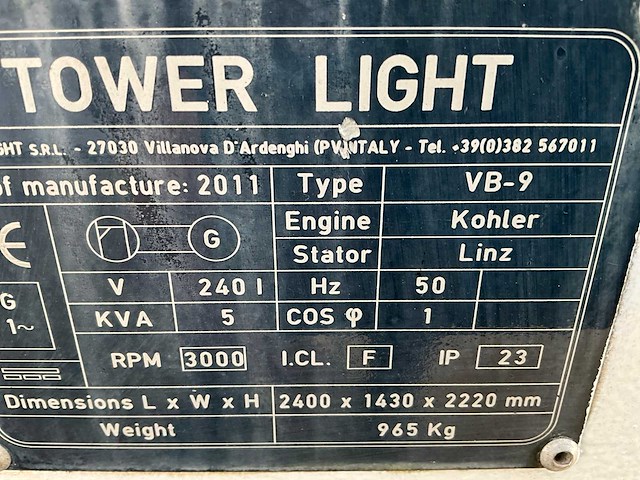 TOWER LIGHT
GHT S.R.L. - 27030 Villanova D'Ardenghi (PV) ITALY - Tel. +39(0)382 567011
of manufacture: 2011 Type VB-9
Engine Kohler
G
Stator Linz
CE
V 240 I Hz 50
G
1~
KVA 5 COS φ 1
RPM 3000 I.CL. F IP 23
Dimensions L x W x H 2400 x 1430 x 2220 mm
Weight 965 Kg